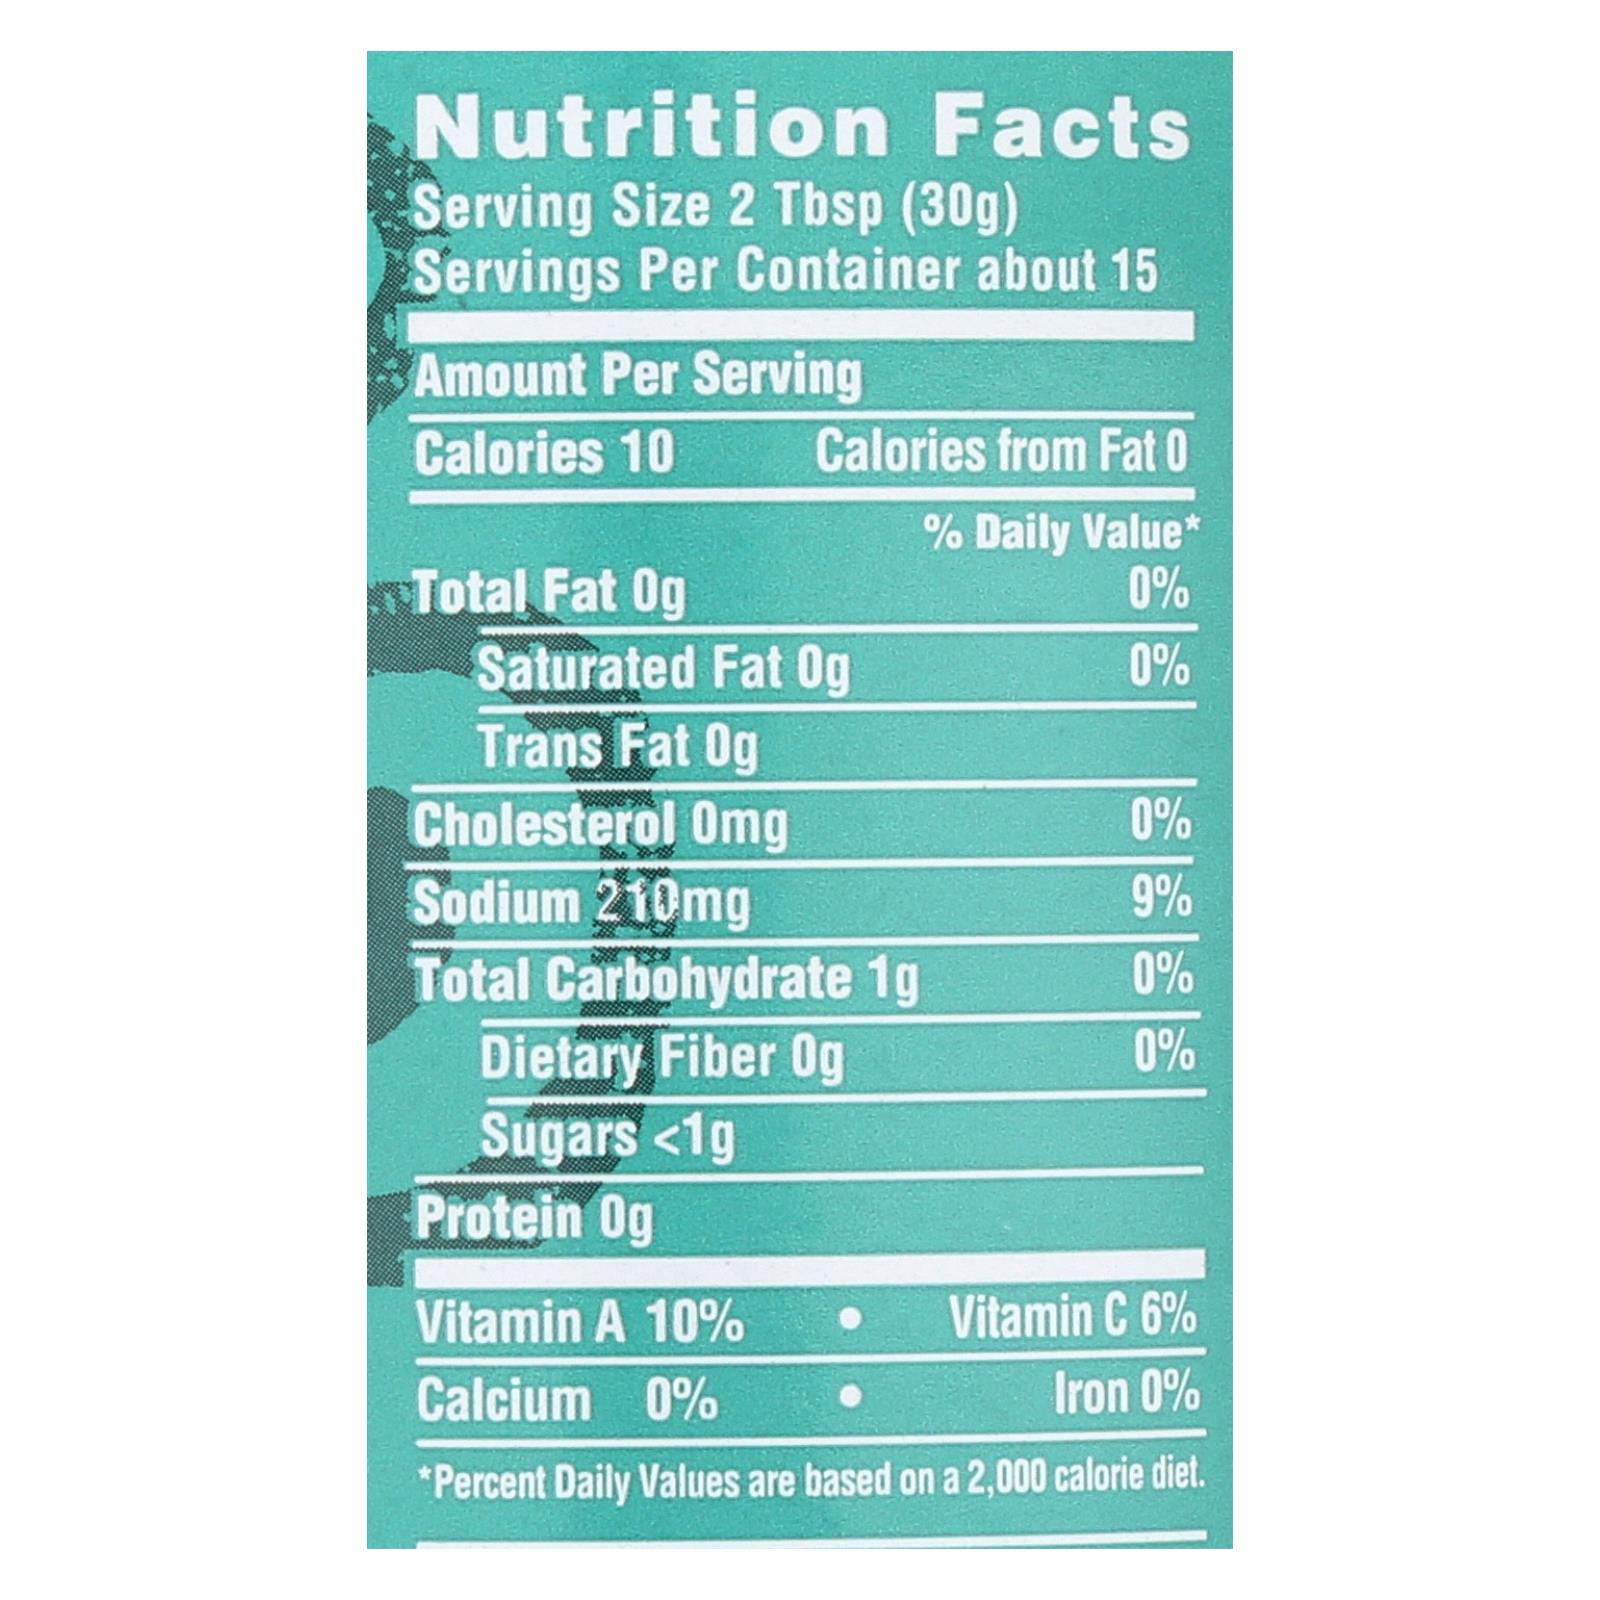 Nutrition Facts
Serving Size 2 Tbsp (30g)
Servings Per Container about 15
Amount Per Serving
Calories 10 Calories from Fat 0
% Daily Value*
Total Fat 0g 0%
Saturated Fat 0g 0%
Trans Fat 0g
Cholesterol 0mg 0%
Sodium 210mg 9%
Total Carbohydrate 1g 0%
Dietary Fiber 0g 0%
Sugars <1g
Protein 0g
Vitamin A 10% • Vitamin C 6%
Calcium 0% • Iron 0%
*Percent Daily Values are based on a 2,000 calorie diet.